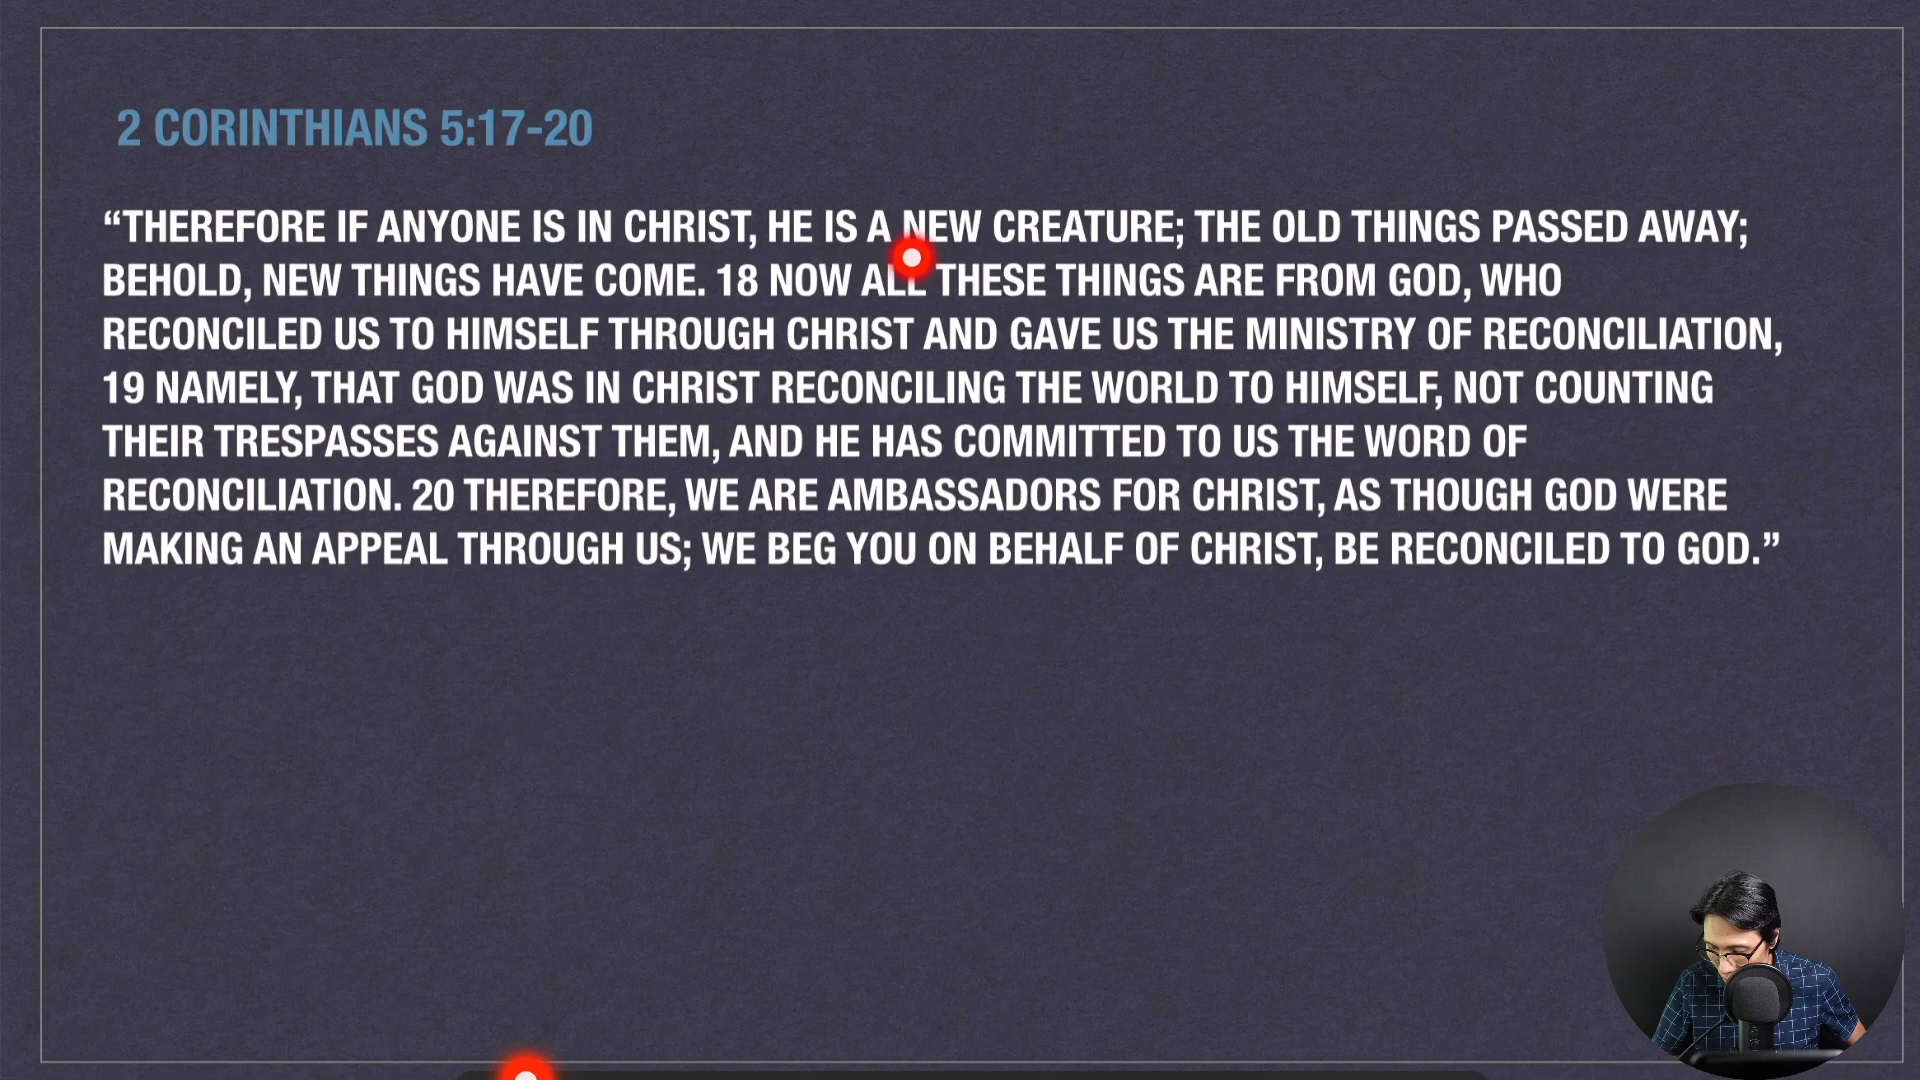 2 CORINTHIANS 5:17-20
“THEREFORE IF ANYONE IS IN CHRIST, HE IS A NEW CREATURE; THE OLD THINGS PASSED AWAY;
BEHOLD, NEW THINGS HAVE COME. 18 NOW ALL THESE THINGS ARE FROM GOD, WHO
RECONCILED US TO HIMSELF THROUGH CHRIST AND GAVE US THE MINISTRY OF RECONCILIATION,
19 NAMELY, THAT GOD WAS IN CHRIST RECONCILING THE WORLD TO HIMSELF, NOT COUNTING
THEIR TRESPASSES AGAINST THEM, AND HE HAS COMMITTED TO US THE WORD OF
RECONCILIATION. 20 THEREFORE, WE ARE AMBASSADORS FOR CHRIST, AS THOUGH GOD WERE
MAKING AN APPEAL THROUGH US; WE BEG YOU ON BEHALF OF CHRIST, BE RECONCILED TO GOD.”